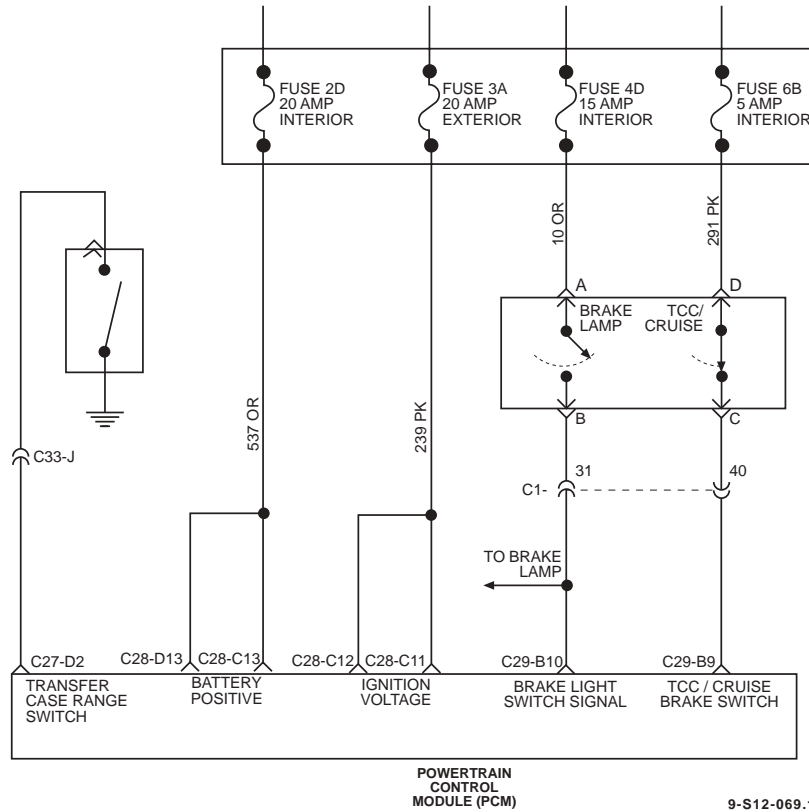 FUSE 2D
20 AMP
INTERIOR
FUSE 3A
20 AMP
EXTERIOR
FUSE 4D
15 AMP
INTERIOR
FUSE 6B
5 AMP
INTERIOR
10 OR
291 PK
A
D
BRAKE
LAMP
TCC/
CRUISE
B
C
537 OR
239 PK
C33-J
31
40
C1-
TO BRAKE
LAMP
C27-D2
C28-D13
C28-C13
C28-C12
C28-C11
C29-B10
C29-B9
TRANSFER
CASE RANGE
SWITCH
BATTERY
POSITIVE
IGNITION
VOLTAGE
BRAKE LIGHT
SWITCH SIGNAL
TCC / CRUISE
BRAKE SWITCH
POWERTRAIN
CONTROL
MODULE (PCM)
9-S12-069.